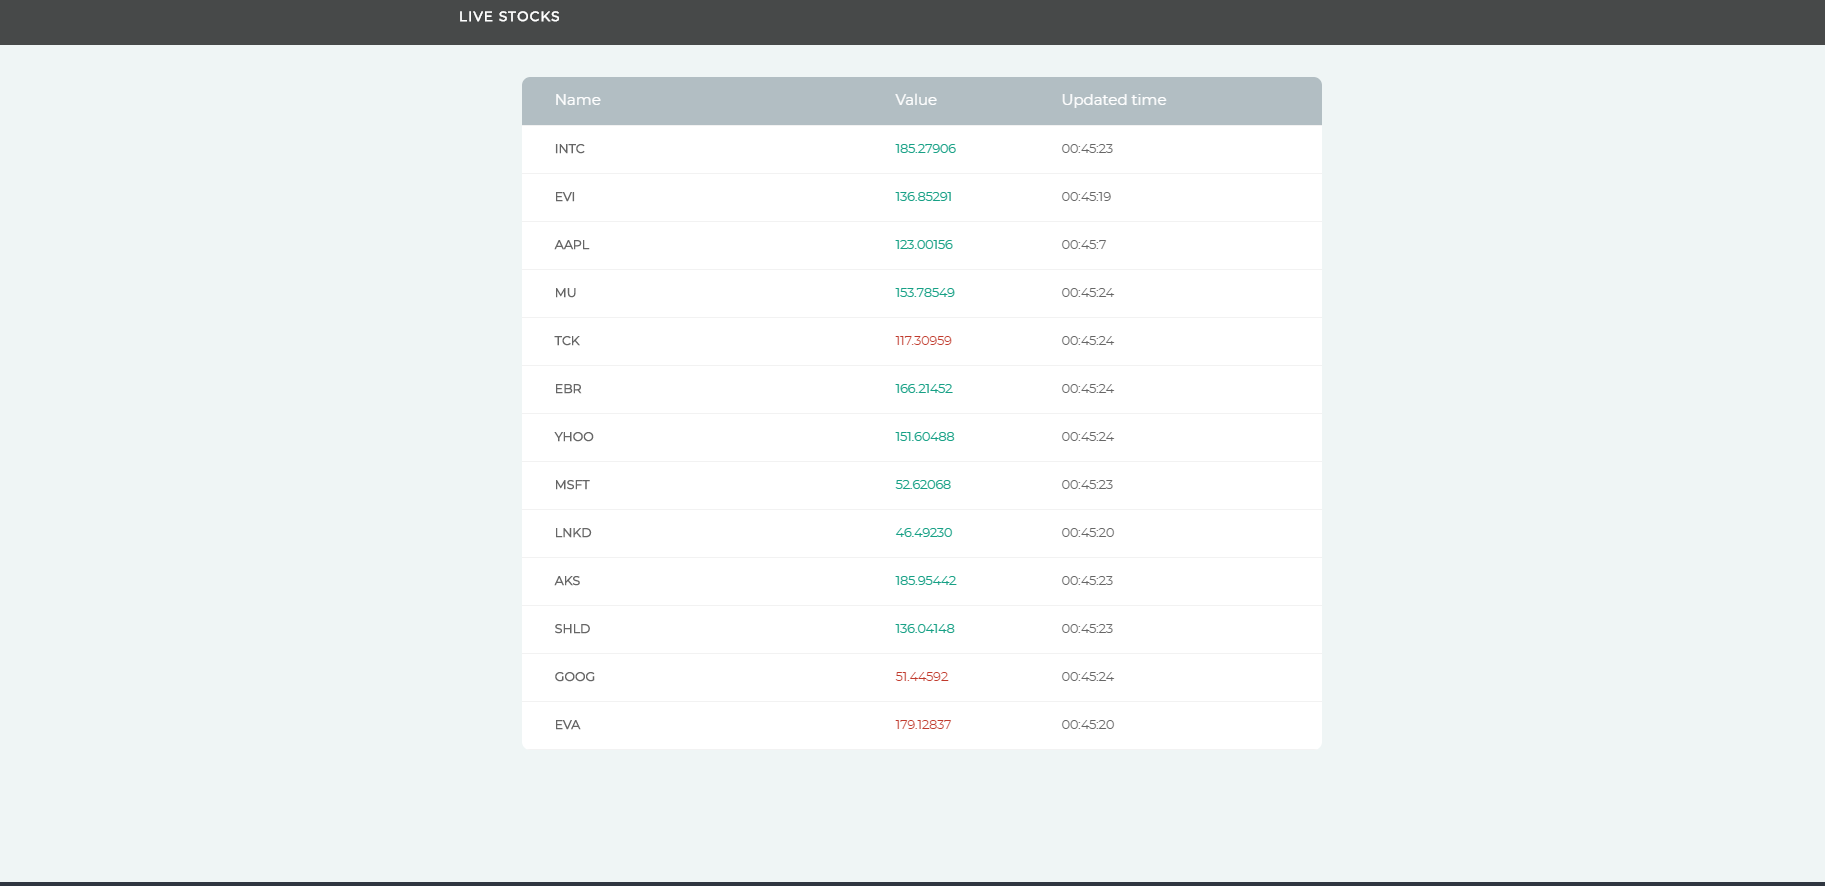 LIVE STOCKS
Name Value Updated time
INTC 185.27906 00:45:23
EVI 136.85291 00:45:19
AAPL 123.00156 00:45:7
MU 153.78549 00:45:24
TCK 117.30959 00:45:24
EBR 166.21452 00:45:24
YHOO 151.60488 00:45:24
MSFT 52.62068 00:45:23
LNKD 46.49230 00:45:20
AKS 185.95442 00:45:23
SHLD 136.04148 00:45:23
GOOG 51.44592 00:45:24
EVA 179.12837 00:45:20